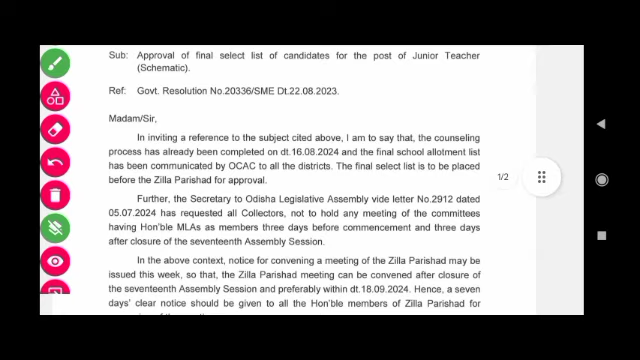 Sub: Approval of final select list of candidates for the post of Junior Teacher
(Schematic).
Ref: Govt. Resolution No.20336/SME Dt.22.08.2023.
Madam/Sir,
In inviting a reference to the subject cited above, I am to say that, the counseling
process has already been completed on dt.16.08.2024 and the final school allotment list
has been communicated by OCAC to all the districts. The final select list is to be placed
before the Zilla Parishad for approval.
Further, the Secretary to Odisha Legislative Assembly vide letter No.2912 dated
05.07.2024 has requested all Collectors, not to hold any meeting of the committees
having Hon'ble MLAs as members three days before commencement and three days
after closure of the seventeenth Assembly Session.
In the above context, notice for convening a meeting of the Zilla Parishad may be
issued this week, so that, the Zilla Parishad meeting can be convened after closure of
the seventeenth Assembly Session and preferably within dt.18.09.2024. Hence, a seven
days' clear notice should be given to all the Hon'ble members of Zilla Parishad for
1/2